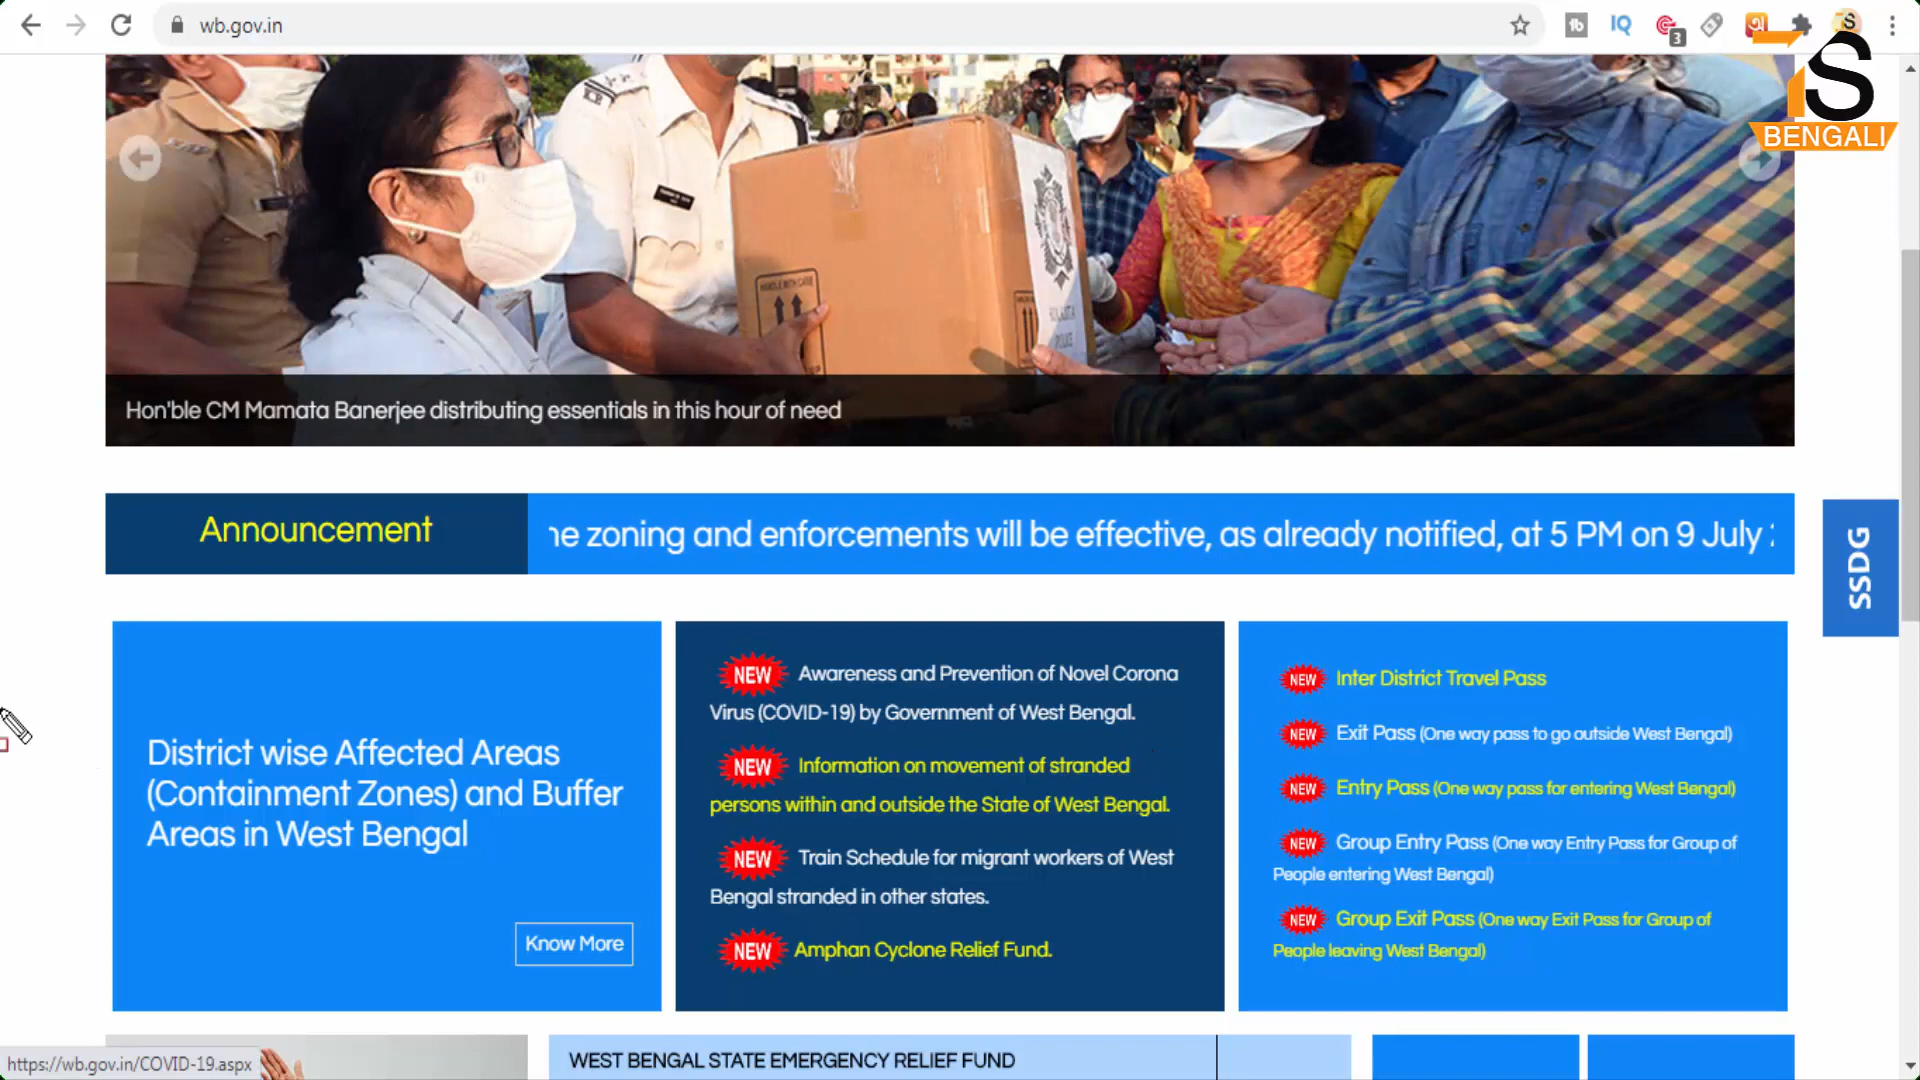 wb.gov.in
3
S
BENGALI
HANDLE WITH CARE
Hon'ble CM Mamata Banerjee distributing essentials in this hour of need
Announcement
he zoning and enforcements will be effective, as already notified, at 5 PM on 9 July
SSDG
District wise Affected Areas
(Containment Zones) and Buffer
Areas in West Bengal
Know More
NEW Awareness and Prevention of Novel Corona
Virus (COVID-19) by Government of West Bengal.
NEW Information on movement of stranded
persons within and outside the State of West Bengal.
NEW Train Schedule for migrant workers of West
Bengal stranded in other states.
NEW Amphan Cyclone Relief Fund.
NEW Inter District Travel Pass
NEW Exit Pass (One way pass to go outside West Bengal)
NEW Entry Pass (One way pass for entering West Bengal)
NEW Group Entry Pass (One way Entry Pass for Group of
People entering West Bengal)
NEW Group Exit Pass (One way Exit Pass for Group of
People leaving West Bengal)
WEST BENGAL STATE EMERGENCY RELIEF FUND
https://wb.gov.in/COVID-19.aspx